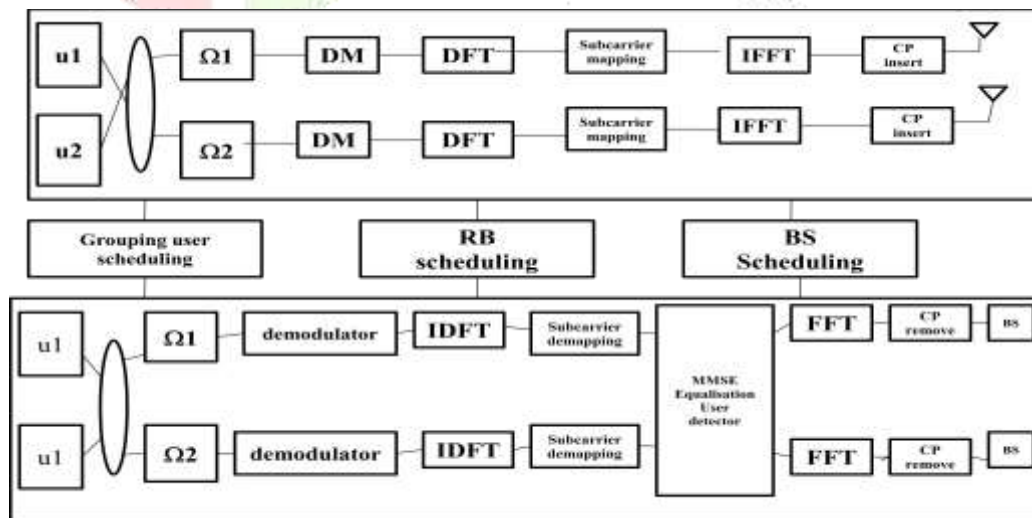 u1
Ω1
DM
DFT
Subcarrier
mapping
IFFT
CP
insert
u2
Ω2
DM
DFT
Subcarrier
mapping
IFFT
CP
insert
Grouping user
scheduling
RB
scheduling
BS
Scheduling
u1
Ω1
demodulator
IDFT
Subcarrier
demapping
MMSE
Equalisation
User
detector
FFT
CP
remove
BS
u1
Ω2
demodulator
IDFT
Subcarrier
demapping
FFT
CP
remove
BS